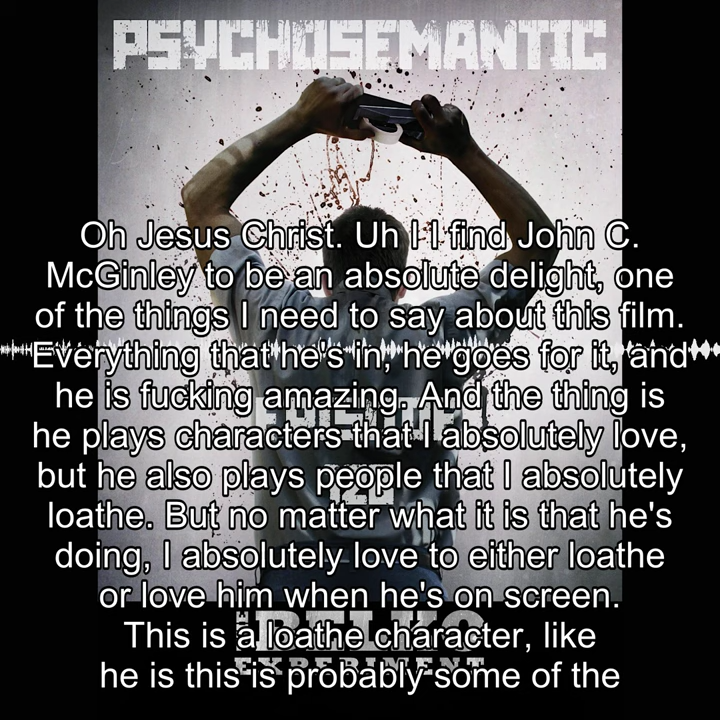 PSYCHOSEMANTIC
Oh Jesus Christ. Uh I I find John C.
McGinley to be an absolute delight, one
of the things I need to say about this film.
Everything that he's in, he goes for it, and
he is fucking amazing. And the thing is
EPISODE
he plays characters that I absolutely love,
but he also plays people that I absolutely
loathe. But no matter what it is that he's
doing, I absolutely love to either loathe
or love him when he's on screen.
THE BELKO
This is a loathe character, like
EXPERIMENT
he is this is probably some of the